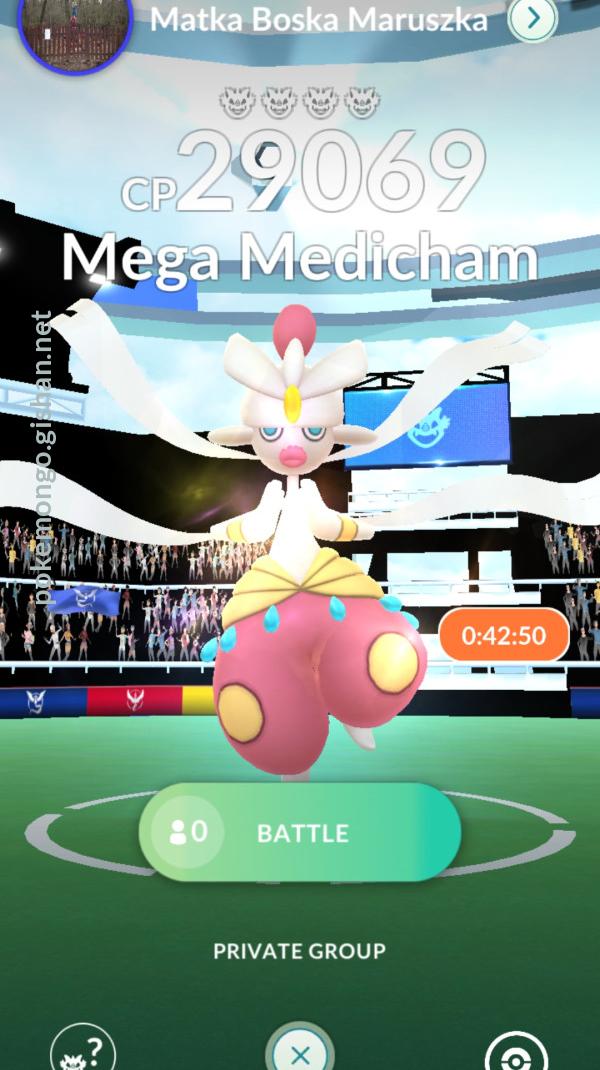 Matka Boska Maruszka
CP29069
Mega Medicham
pokemongo.gishan.net
0:42:50
0
BATTLE
PRIVATE GROUP
?